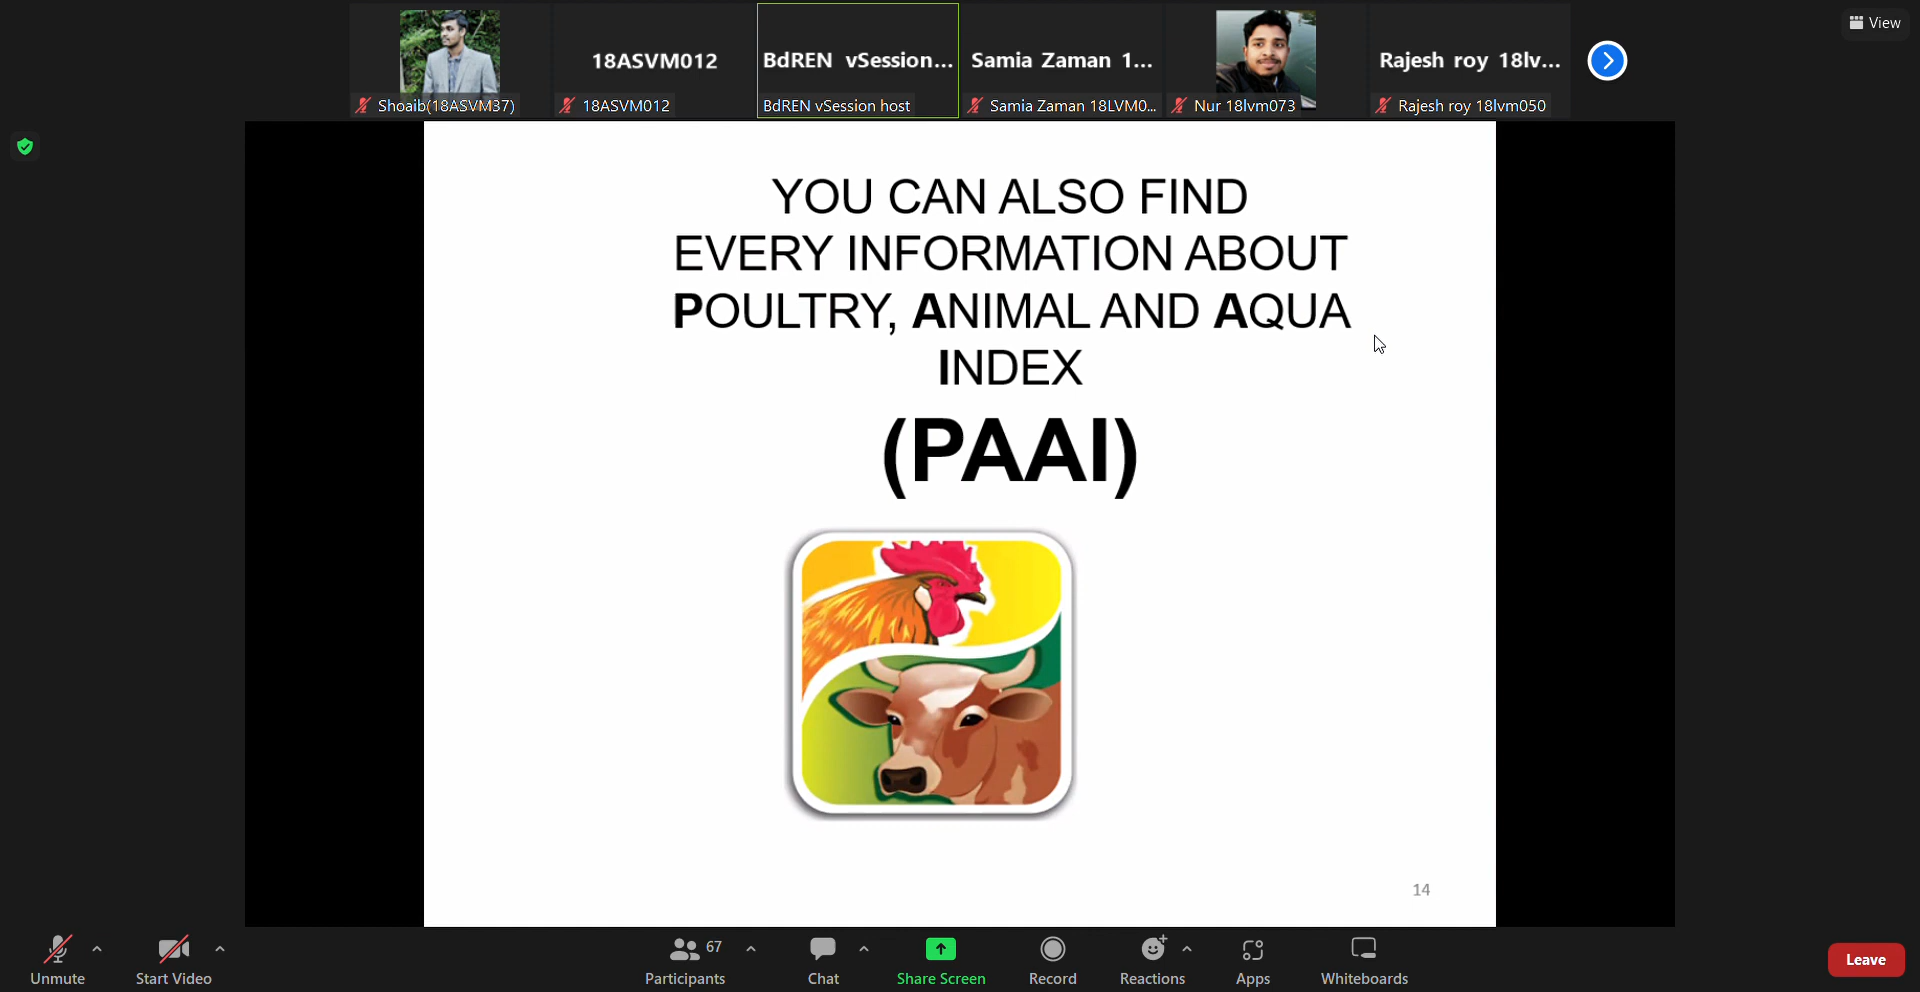 View
18ASVM012
BdREN vSession...
Samia Zaman 1...
Rajesh roy 18lv...
Shoaib(18ASVM37)
18ASVM012
BdREN vSession host
Samia Zaman 18LVM0...
Nur 18lvm073
Rajesh roy 18lvm050
YOU CAN ALSO FIND
EVERY INFORMATION ABOUT
POULTRY, ANIMAL AND AQUA
INDEX
(PAAI)
14
67
Unmute
Start Video
Participants
Chat
Share Screen
Record
Reactions
Apps
Whiteboards
Leave